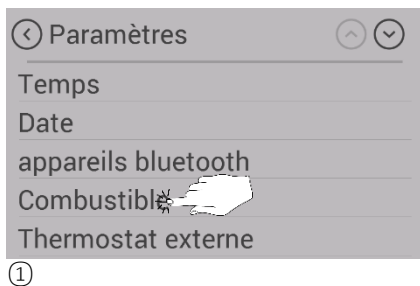 Paramètres
Temps
Date
appareils bluetooth
Combustible
Thermostat externe
①